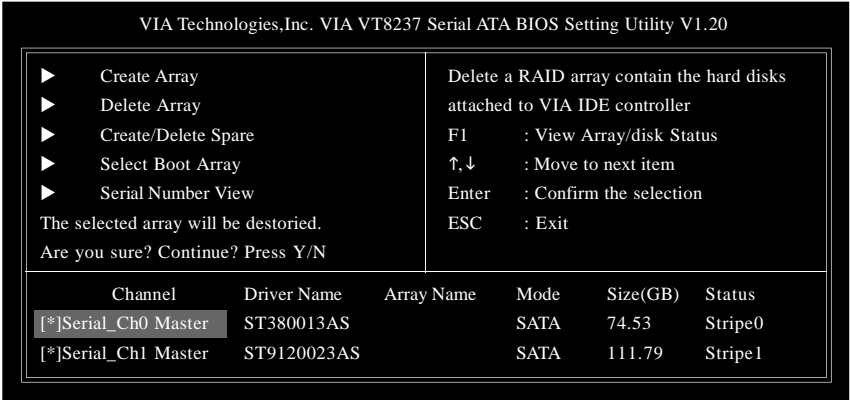 VIA Technologies,Inc. VIA VT8237 Serial ATA BIOS Setting Utility V1.20
▶ Create Array
▶ Delete Array
▶ Create/Delete Spare
▶ Select Boot Array
▶ Serial Number View
The selected array will be destoried.
Are you sure? Continue? Press Y/N
Delete a RAID array contain the hard disks
attached to VIA IDE controller
F1 : View Array/disk Status
↑,↓ : Move to next item
Enter : Confirm the selection
ESC : Exit
Channel Driver Name Array Name Mode Size(GB) Status
[*]Serial_Ch0 Master ST380013AS SATA 74.53 Stripe0
[*]Serial_Ch1 Master ST9120023AS SATA 111.79 Stripe1